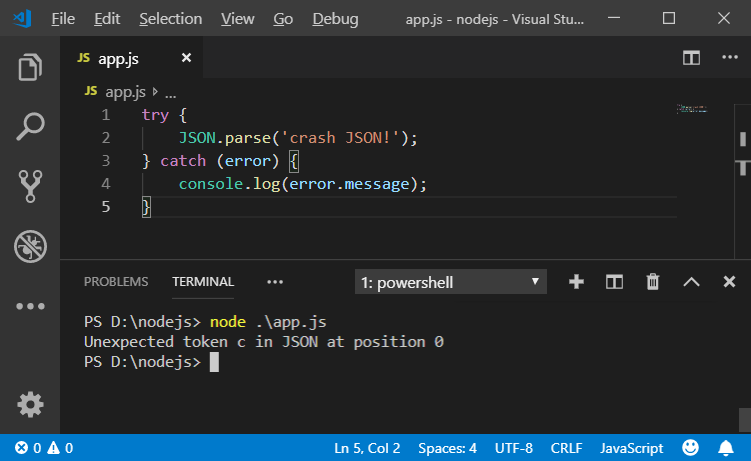 File Edit Selection View Go Debug app.js - nodejs - Visual Stu...
JS app.js
JS app.js ...
1 try {
2 JSON.parse('crash JSON!');
3 } catch (error) {
4 console.log(error.message);
5 }
PROBLEMS TERMINAL ... 1: powershell
PS D:\nodejs> node .\app.js
Unexpected token c in JSON at position 0
PS D:\nodejs>
0 0 Ln 5, Col 2 Spaces: 4 UTF-8 CRLF JavaScript